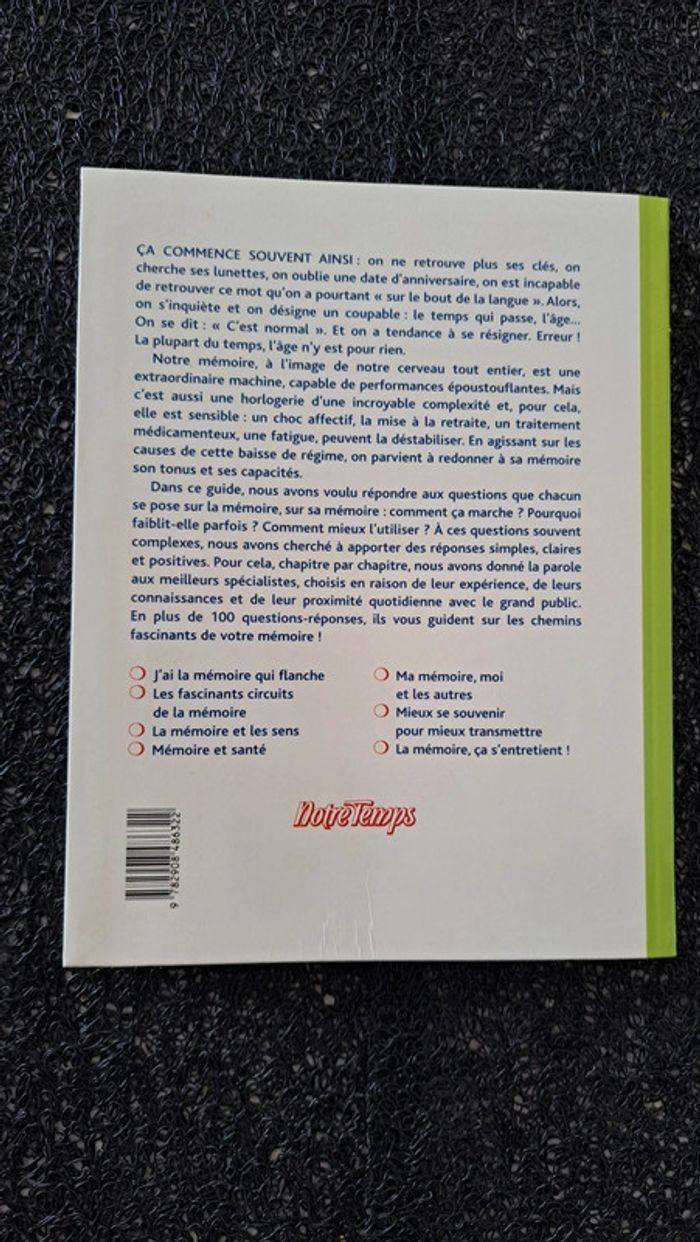 ÇA COMMENCE SOUVENT AINSI : on ne retrouve plus ses clés, on
cherche ses lunettes, on oublie une date d'anniversaire, on est incapable
de retrouver ce mot qu'on a pourtant « sur le bout de la langue ». Alors,
on s'inquiète et on désigne un coupable : le temps qui passe, l'âge...
On se dit : « C'est normal ». Et on a tendance à se résigner. Erreur !
La plupart du temps, l'âge n'y est pour rien.
Notre mémoire, à l'image de notre cerveau tout entier, est une
extraordinaire machine, capable de performances époustouflantes. Mais
c'est aussi une horlogerie d'une incroyable complexité et, pour cela,
elle est sensible : un choc affectif, la mise à la retraite, un traitement
médicamenteux, une fatigue, peuvent la déstabiliser. En agissant sur les
causes de cette baisse de régime, on parvient à redonner à sa mémoire
son tonus et ses capacités.
Dans ce guide, nous avons voulu répondre aux questions que chacun
se pose sur la mémoire, sur sa mémoire : comment ça marche ? Pourquoi
faiblit-elle parfois ? Comment mieux l'utiliser ? À ces questions souvent
complexes, nous avons cherché à apporter des réponses simples, claires
et positives. Pour cela, chapitre par chapitre, nous avons donné la parole
aux meilleurs spécialistes, choisis en raison de leur expérience, de leurs
connaissances et de leur proximité quotidienne avec le grand public.
En plus de 100 questions-réponses, ils vous guident sur les chemins
fascinants de votre mémoire !
J'ai la mémoire qui flanche
Les fascinants circuits
de la mémoire
La mémoire et les sens
Mémoire et santé
Ma mémoire, moi
et les autres
Mieux se souvenir
pour mieux transmettre
La mémoire, ça s'entretient !
Notre Temps
9 782908 486322